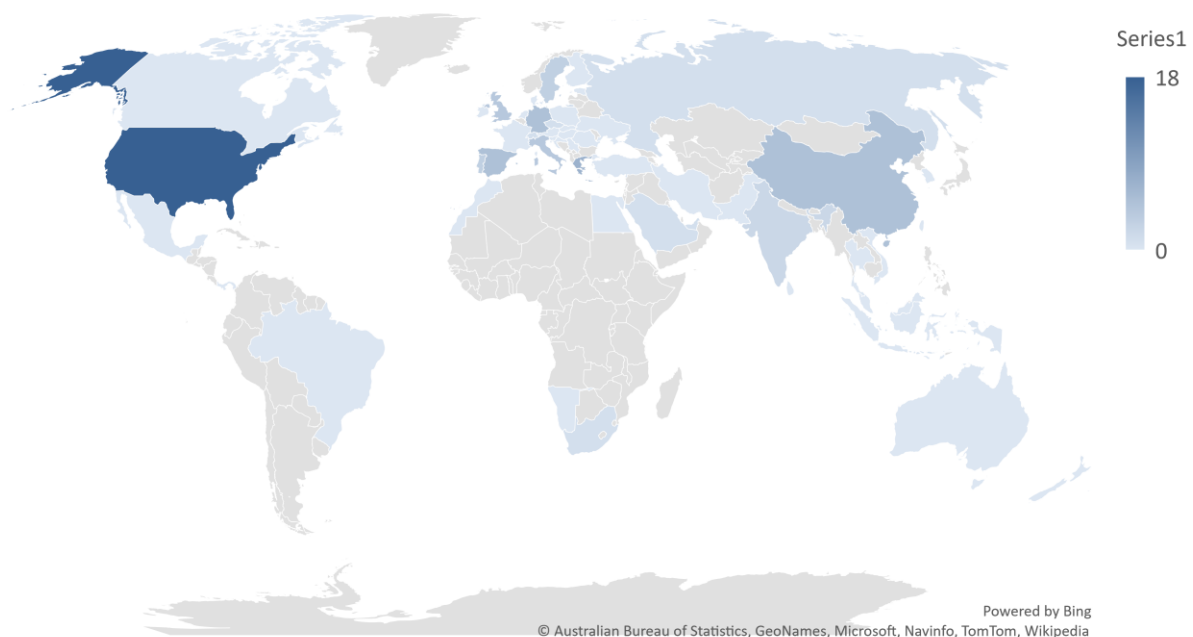 Series1
18
0
Powered by Bing
© Australian Bureau of Statistics, GeoNames, Microsoft, Navinfo, TomTom, Wikipedia